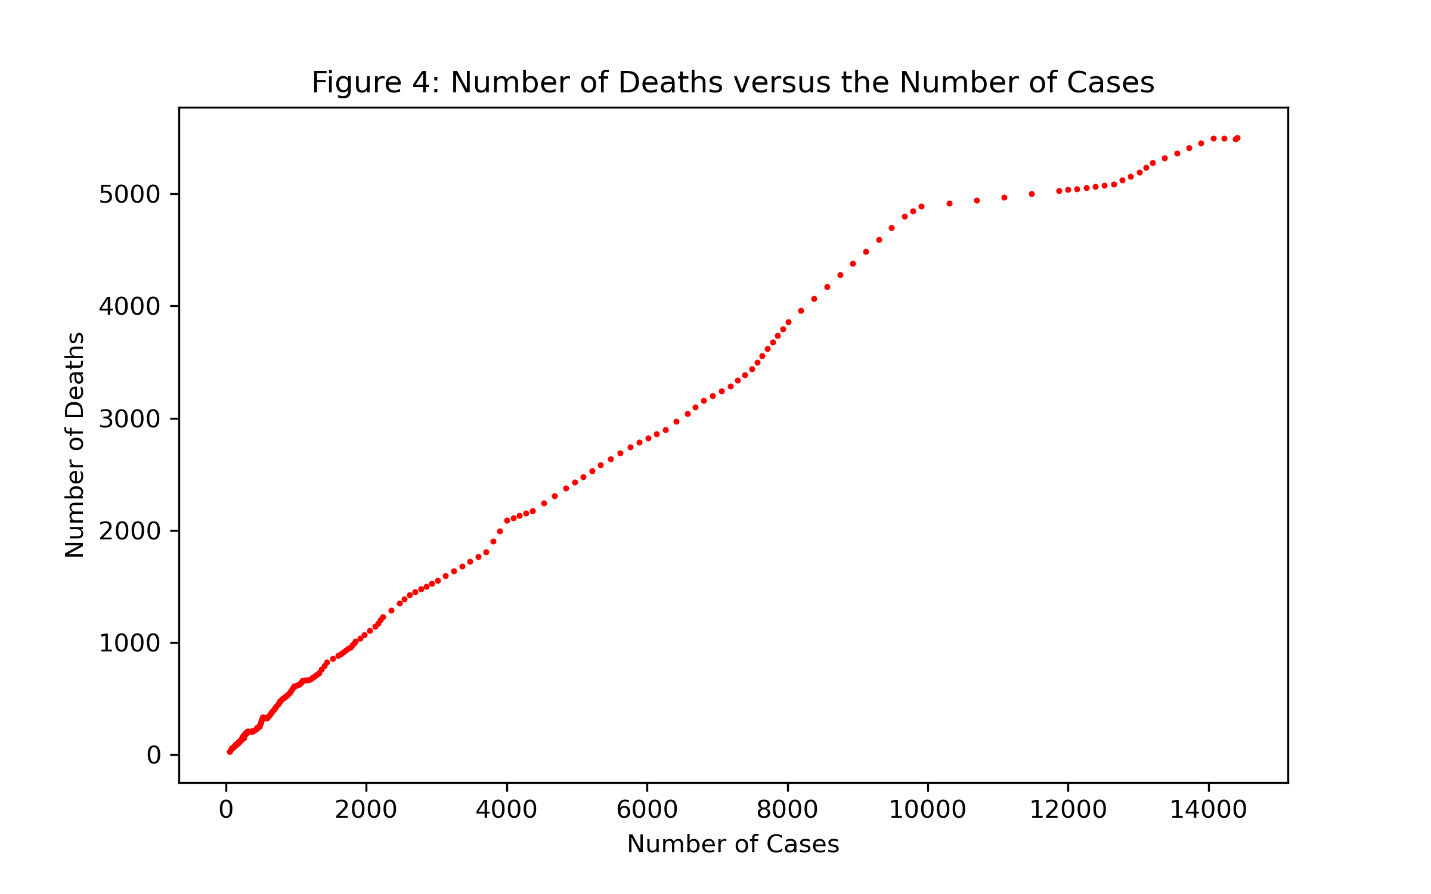 Figure 4: Number of Deaths versus the Number of Cases
5000
4000
3000
2000
1000
0
Number of Deaths
0 2000 4000 6000 8000 10000 12000 14000
Number of Cases